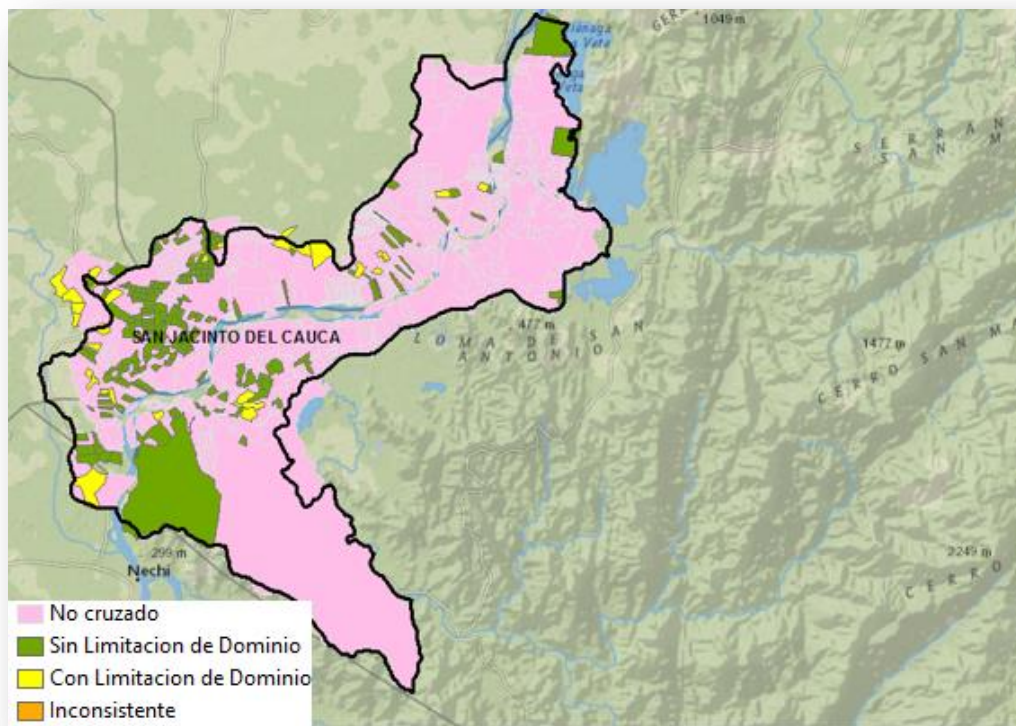 1049 m
SAN JACINTO DEL CAUCA
LOMA DE SAN
ANTONIO
477 m
1477 m
CERRO SAN MA
2249 m
CERRO
299 m
Nechí
No cruzado
Sin Limitacion de Dominio
Con Limitacion de Dominio
Inconsistente